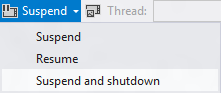 Suspend Thread:
Suspend
Resume
Suspend and shutdown